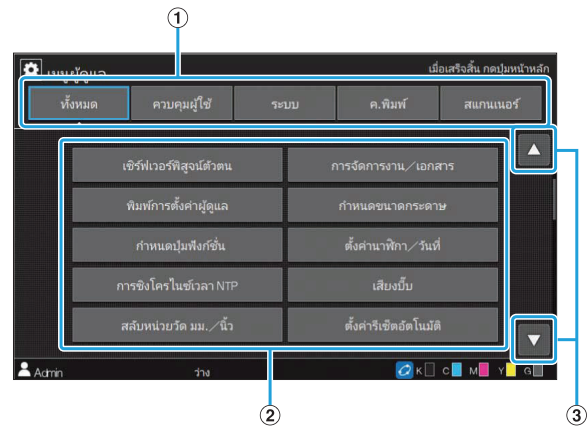 ①
เมนูผู้ดูแล
เมื่อเสร็จสิ้น กดปุ่มหน้าหลัก
ทั้งหมด ควบคุมผู้ใช้ ระบบ ค.พิมพ์ สแกนเนอร์
เซิร์ฟเวอร์พิสูจน์ตัวตน การจัดการงาน／เอกสาร
พิมพ์การตั้งค่าผู้ดูแล กำหนดขนาดกระดาษ
กำหนดปุ่มฟังก์ชั่น ตั้งค่านาฬิกา／วันที่
การซิงโครไนซ์เวลา NTP เสียงบี๊บ
สลับหน่วยวัด มม.／นิ้ว ตั้งค่ารีเซ็ตอัตโนมัติ
Admin ว่าง K C M Y G
② ③